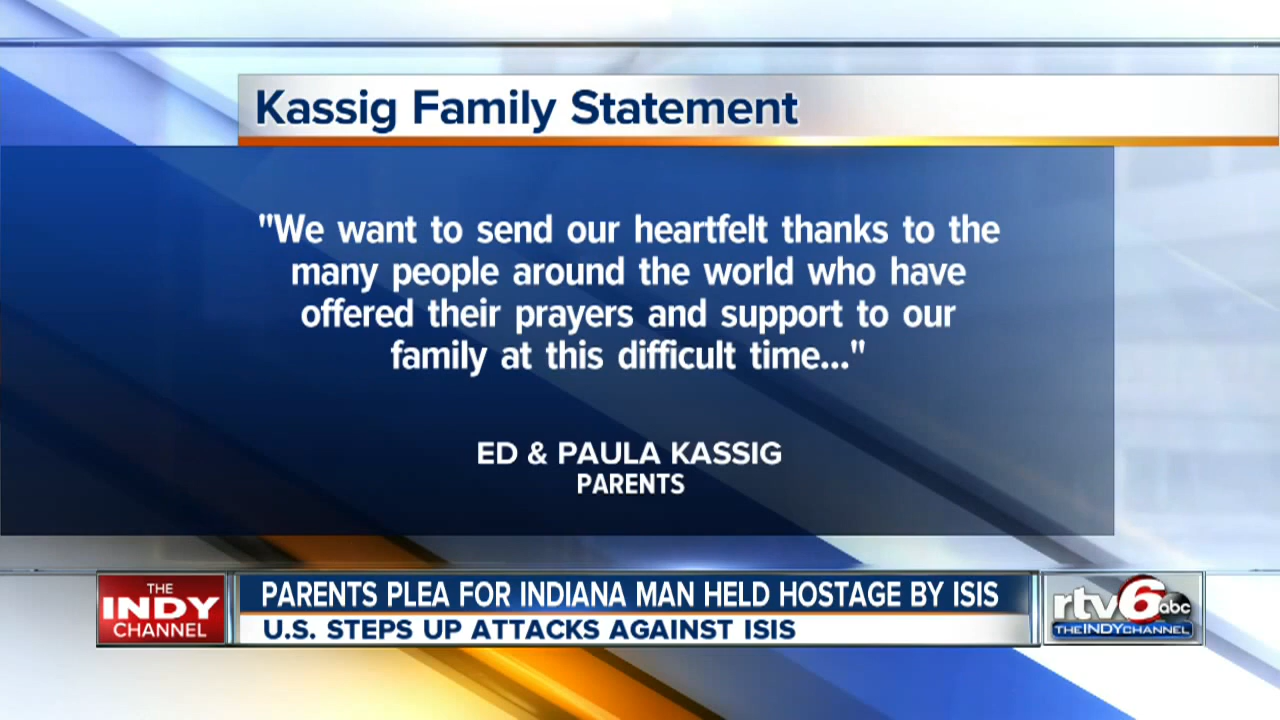 Kassig Family Statement
"We want to send our heartfelt thanks to the
many people around the world who have
offered their prayers and support to our
family at this difficult time..."
ED & PAULA KASSIG
PARENTS
THE
INDY
CHANNEL
PARENTS PLEA FOR INDIANA MAN HELD HOSTAGE BY ISIS
U.S. STEPS UP ATTACKS AGAINST ISIS
rtv6 abc
THEINDYCHANNEL